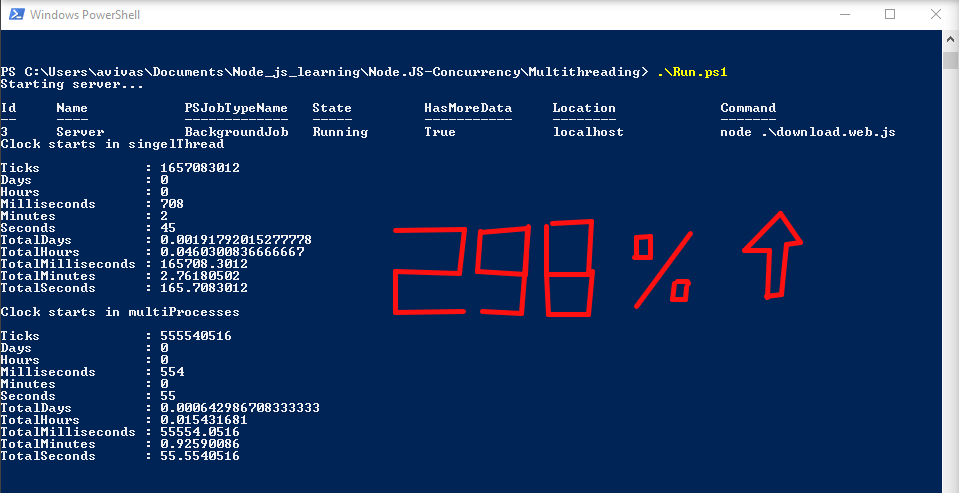 Windows PowerShell
PS C:\Users\avivas\Documents\Node_js_learning\Node.JS-Concurrency\Multithreading> .\Run.ps1
Starting server...
Id Name PSJobTypeName State HasMoreData Location Command
-- ---- ------------- ----- ----------- -------- -------
3 Server BackgroundJob Running True localhost node .\download.web.js
Clock starts in singelThread
Ticks : 1657083012
Days : 0
Hours : 0
Milliseconds : 708
Minutes : 2
Seconds : 45
TotalDays : 0.00191792015277778
TotalHours : 0.0460300836666667
TotalMilliseconds : 165708.3012
TotalMinutes : 2.76180502
TotalSeconds : 165.7083012
298% ↑
Clock starts in multiProcesses
Ticks : 555540516
Days : 0
Hours : 0
Milliseconds : 554
Minutes : 0
Seconds : 55
TotalDays : 0.000642986708333333
TotalHours : 0.015431681
TotalMilliseconds : 55554.0516
TotalMinutes : 0.92590086
TotalSeconds : 55.5540516